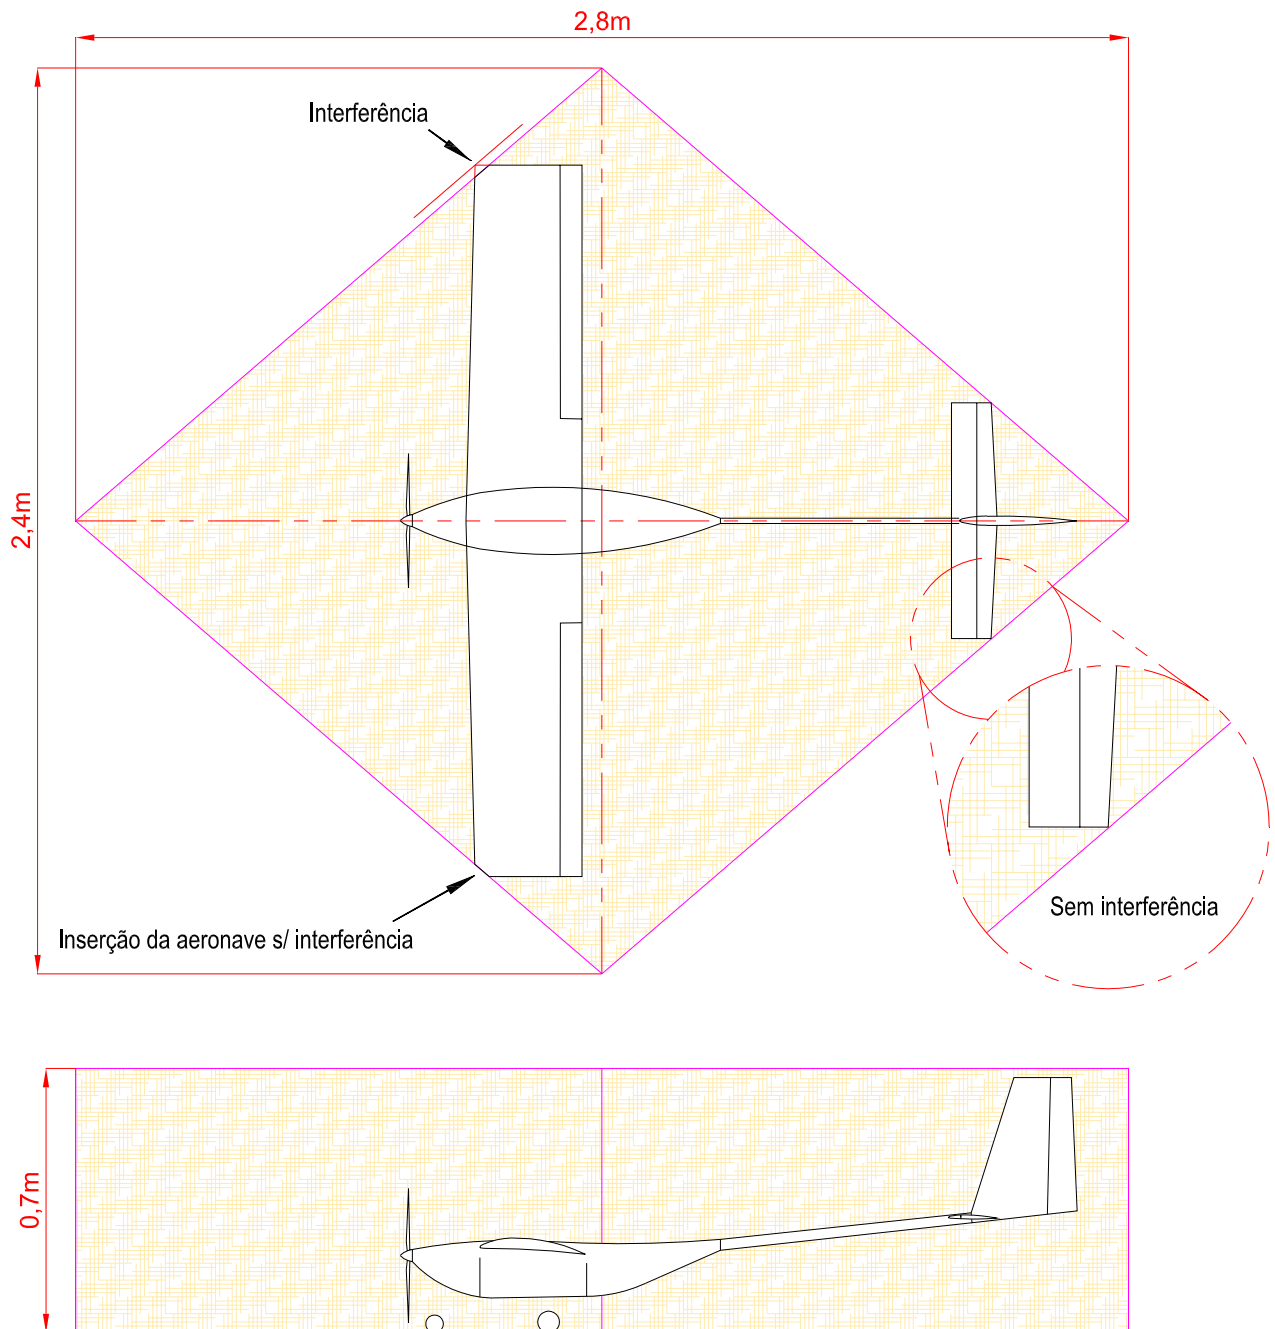 2,8m
Interferência
2,4m
Sem interferência
Inserção da aeronave s/ interferência
0,7m